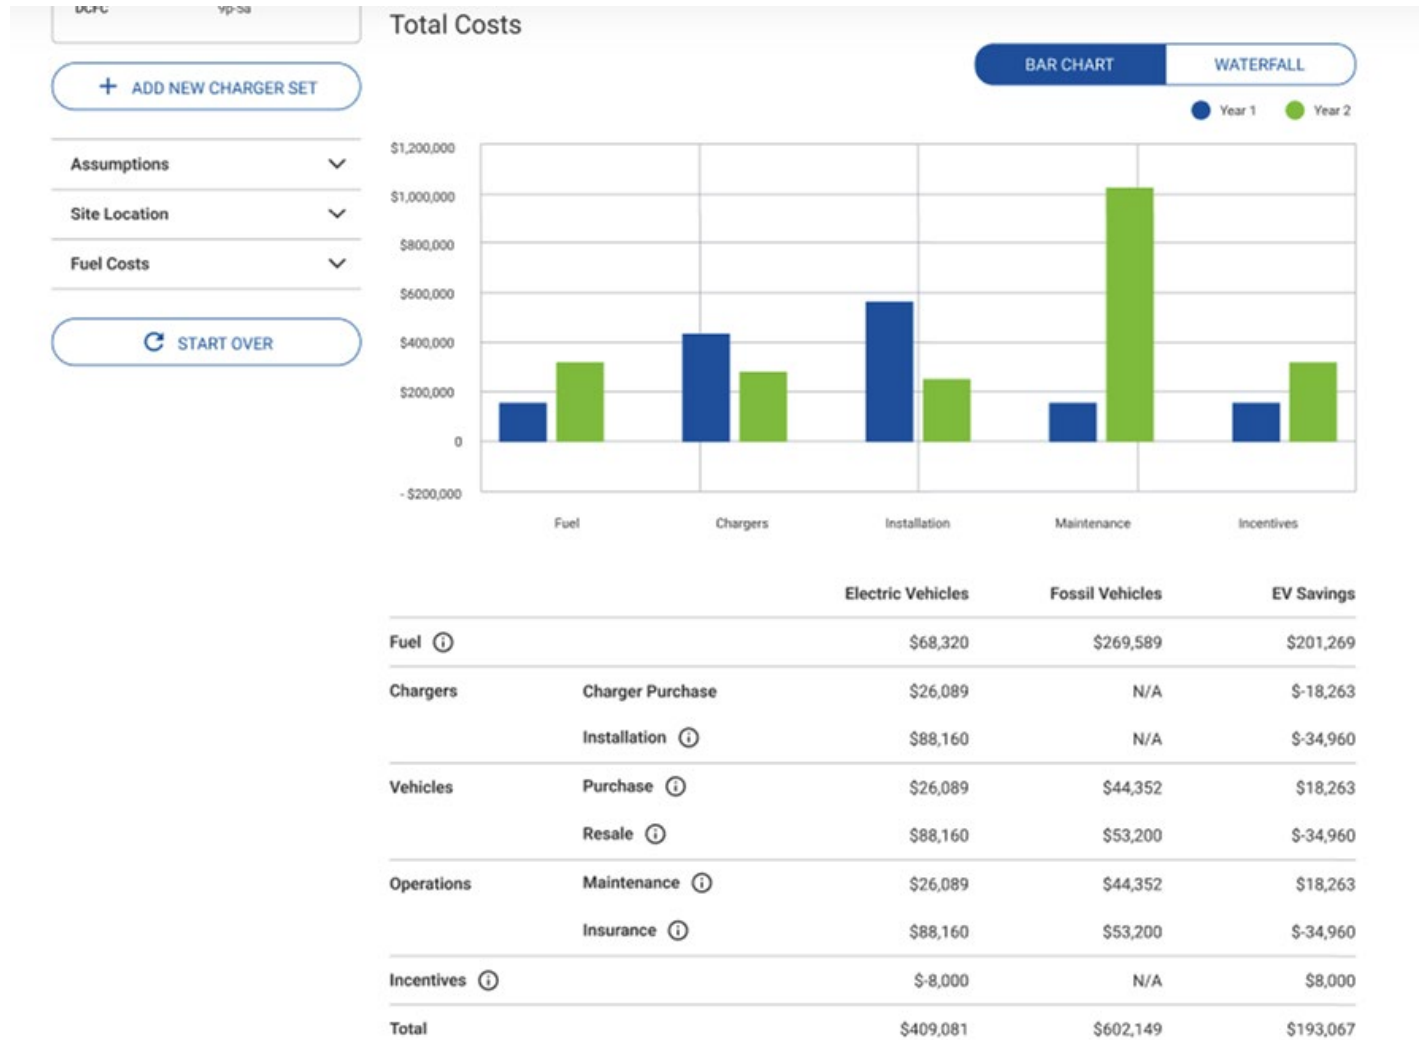 DCFC 9p-5a
Total Costs
BAR CHART WATERFALL
+ ADD NEW CHARGER SET
Year 1 Year 2
Assumptions
Site Location
Fuel Costs
START OVER
$1,200,000
$1,000,000
$800,000
$600,000
$400,000
$200,000
0
- $200,000
Fuel Chargers Installation Maintenance Incentives
Electric Vehicles Fossil Vehicles EV Savings
Fuel $68,320 $269,589 $201,269
Chargers Charger Purchase $26,089 N/A $-18,263
Installation $88,160 N/A $-34,960
Vehicles Purchase $26,089 $44,352 $18,263
Resale $88,160 $53,200 $-34,960
Operations Maintenance $26,089 $44,352 $18,263
Insurance $88,160 $53,200 $-34,960
Incentives $-8,000 N/A $8,000
Total $409,081 $602,149 $193,067